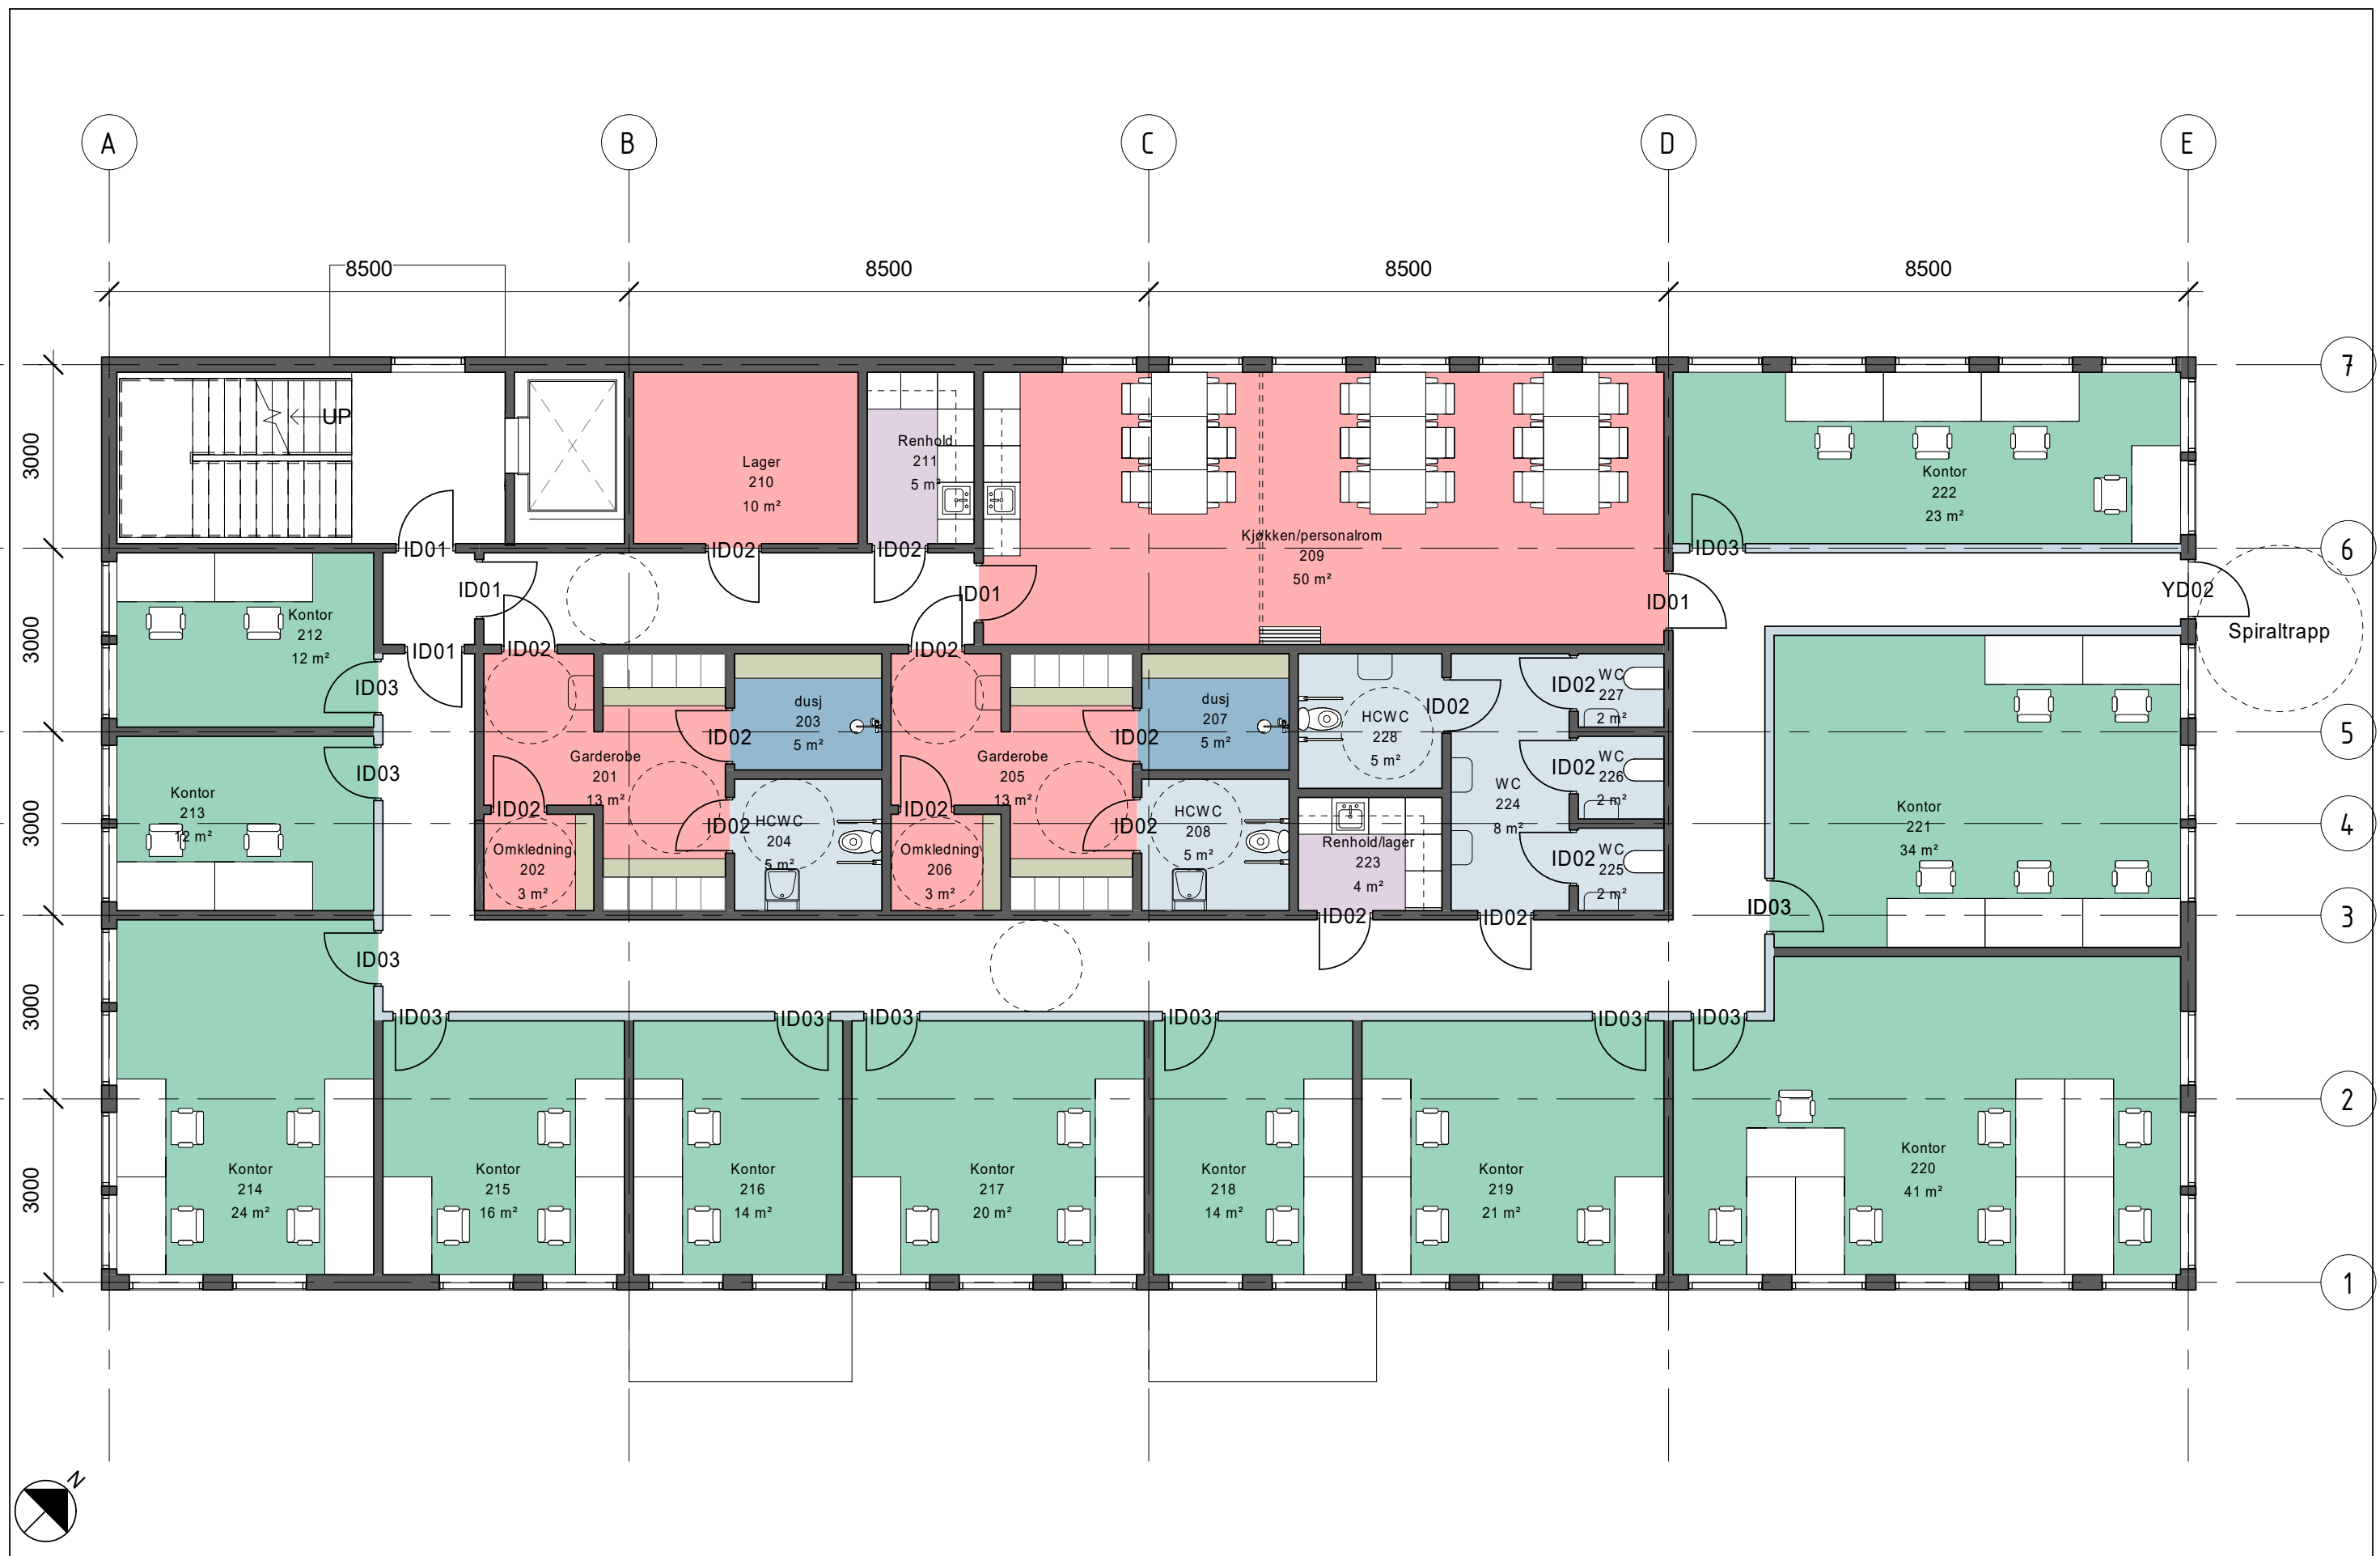 A
B
C
D
E
8500
8500
8500
8500
7
6
5
4
3
2
1
3000
3000
3000
3000
3000
UP
Lager
210
10 m²
Renhold
211
5 m²
Kjøkken/personalrom
209
50 m²
Kontor
222
23 m²
ID01
ID02
ID02
ID03
ID01
ID01
ID01
YD02
Spiraltrapp
Kontor
212
12 m²
ID01
ID02
ID02
ID03
dusj
203
5 m²
dusj
207
5 m²
HCWC
228
5 m²
ID02
ID02
WC
227
2 m²
ID03
Garderobe
201
13 m²
ID02
Garderobe
205
13 m²
ID02
WC
224
8 m²
ID02
WC
226
2 m²
Kontor
213
12 m²
ID02
ID02
HCWC
204
5 m²
ID02
ID02
HCWC
208
5 m²
Kontor
221
34 m²
Omkledning
202
3 m²
Omkledning
206
3 m²
Renhold/lager
223
4 m²
ID02
WC
225
2 m²
ID02
ID02
ID03
ID03
ID03
ID03
ID03
ID03
ID03
ID03
Kontor
214
24 m²
Kontor
215
16 m²
Kontor
216
14 m²
Kontor
217
20 m²
Kontor
218
14 m²
Kontor
219
21 m²
Kontor
220
41 m²
N